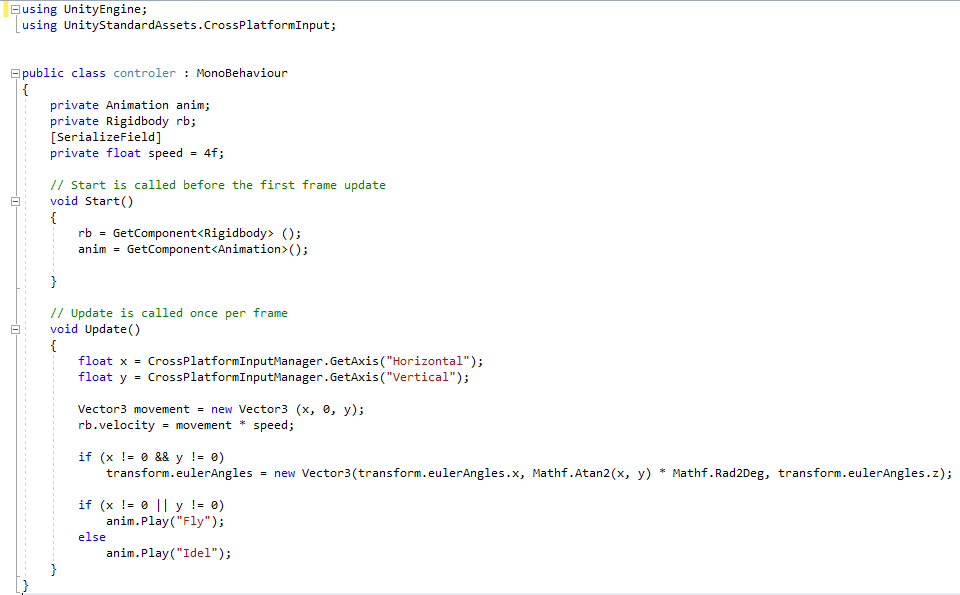 using UnityEngine;
using UnityStandardAssets.CrossPlatformInput;
public class controler : MonoBehaviour
{
private Animation anim;
private Rigidbody rb;
[SerializeField]
private float speed = 4f;
// Start is called before the first frame update
void Start()
{
rb = GetComponent<Rigidbody> ();
anim = GetComponent<Animation>();
}
// Update is called once per frame
void Update()
{
float x = CrossPlatformInputManager.GetAxis("Horizontal");
float y = CrossPlatformInputManager.GetAxis("Vertical");
Vector3 movement = new Vector3 (x, 0, y);
rb.velocity = movement * speed;
if (x != 0 && y != 0)
transform.eulerAngles = new Vector3(transform.eulerAngles.x, Mathf.Atan2(x, y) * Mathf.Rad2Deg, transform.eulerAngles.z);
if (x != 0 || y != 0)
anim.Play("Fly");
else
anim.Play("Idel");
}
}